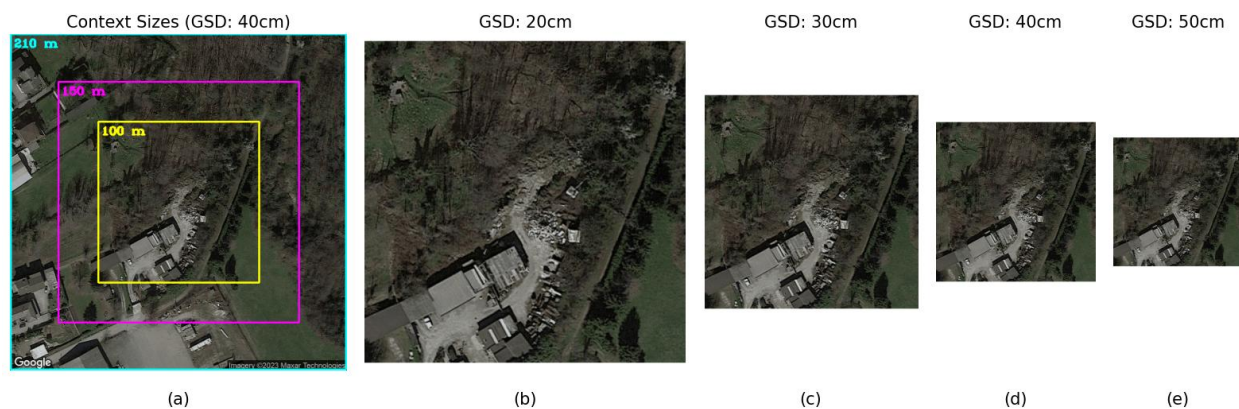 Context Sizes (GSD: 40cm)
GSD: 20cm
GSD: 30cm
GSD: 40cm
GSD: 50cm
210 m
150 m
100 m
Google
Imagery ©2023 Maxar Technologies
(a)
(b)
(c)
(d)
(e)